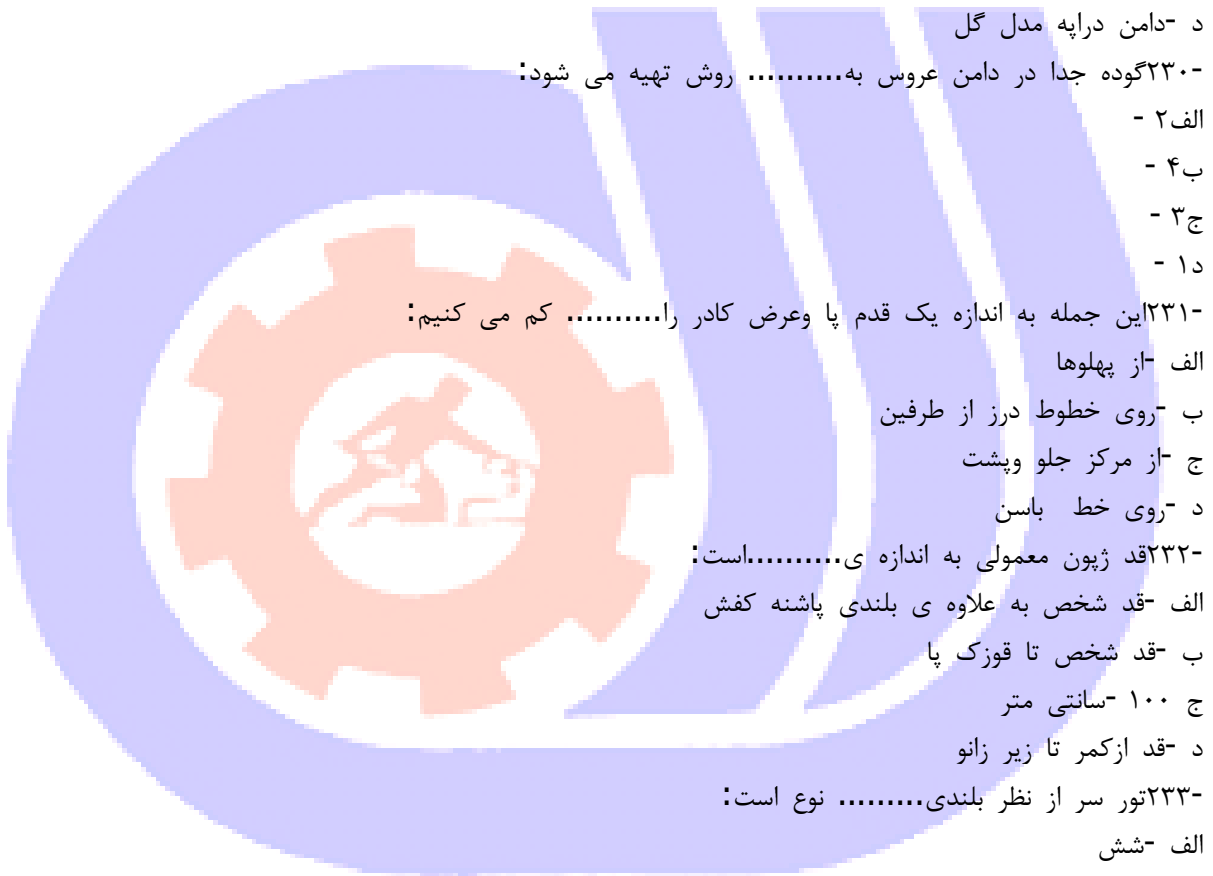 د -دامن دراپه مدل گل
-۲۳۰گوده جدا در دامن عروس به.......... روش تهیه می شود:
الف۲ -
ب۴ -
ج۳ -
د۱ -
-۲۳۱این جمله به اندازه یک قدم پا وعرض کادر را.......... کم می کنیم:
الف -از پهلوها
ب -روی خطوط درز از طرفین
ج -از مرکز جلو وپشت
د -روی خط باسن
-۲۳۲قد ژپون معمولی به اندازه ی..........است:
الف -قد شخص به علاوه ی بلندی پاشنه کفش
ب -قد شخص تا قوزک پا
ج ۱۰۰ -سانتی متر
د -قد ازکمر تا زیر زانو
-۲۳۳تور سر از نظر بلندی......... نوع است:
الف -شش